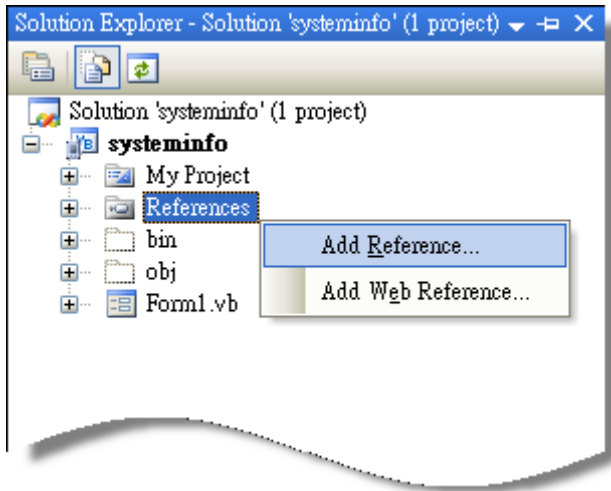 Solution Explorer - Solution 'systeminfo' (1 project)
Solution 'systeminfo' (1 project)
systeminfo
My Project
References
bin
Add Reference...
obj
Add Web Reference...
Form1.vb